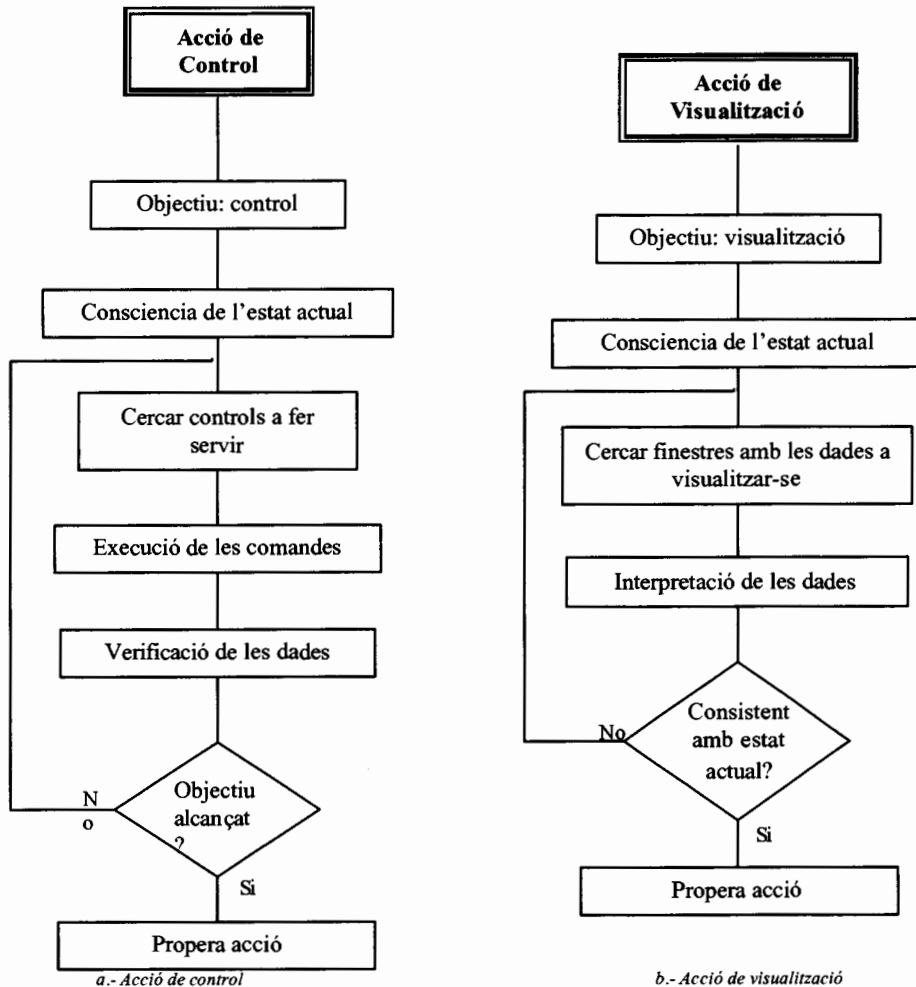 Acció de
Control
Objectiu: control
Consciencia de l'estat actual
Cercar controls a fer
servir
Execució de les comandes
Verificació de les dades
Objectiu
alcançat
?
N
o
Si
Propera acció
a.- Acció de control
Acció de
Visualització
Objectiu: visualització
Consciencia de l'estat actual
Cercar finestres amb les dades a
visualitzar-se
Interpretació de les dades
Consistent
amb estat
actual?
No
Si
Propera acció
b.- Acció de visualització